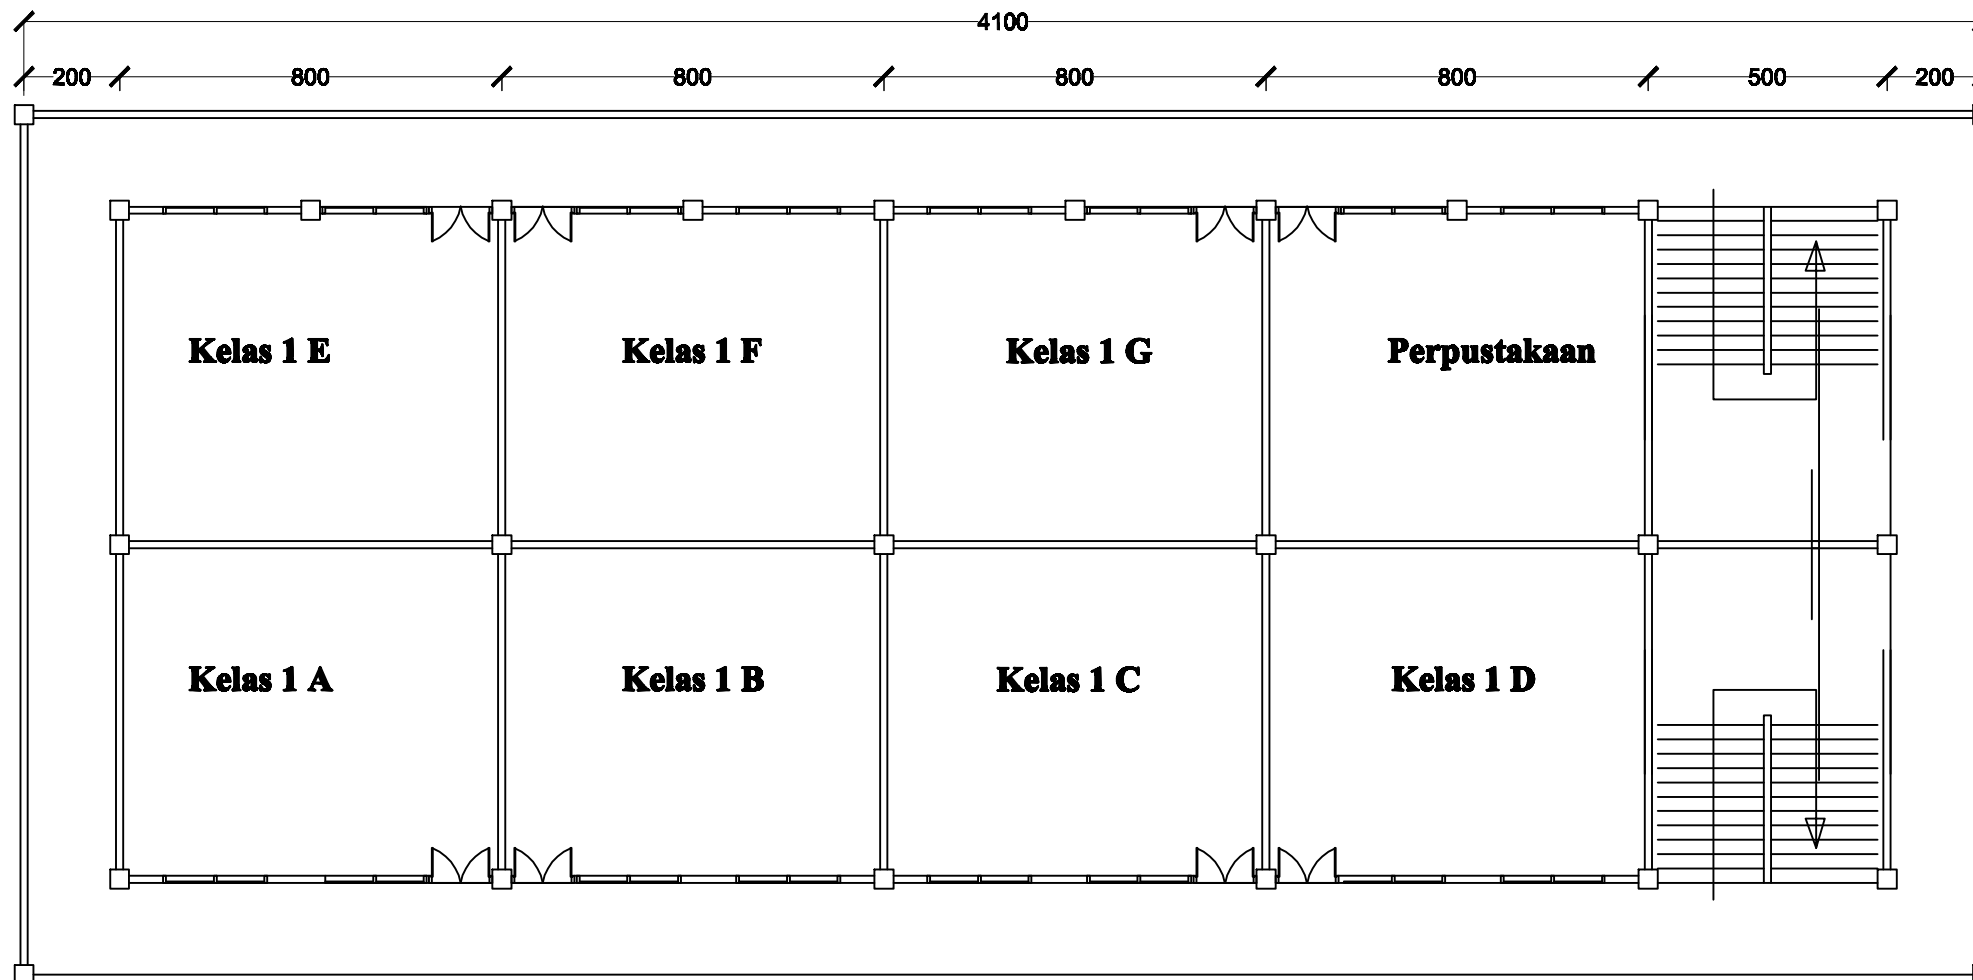 4100
200 800 800 800 800 500 200
Kelas 1 E Kelas 1 F Kelas 1 G Perpustakaan
Kelas 1 A Kelas 1 B Kelas 1 C Kelas 1 D